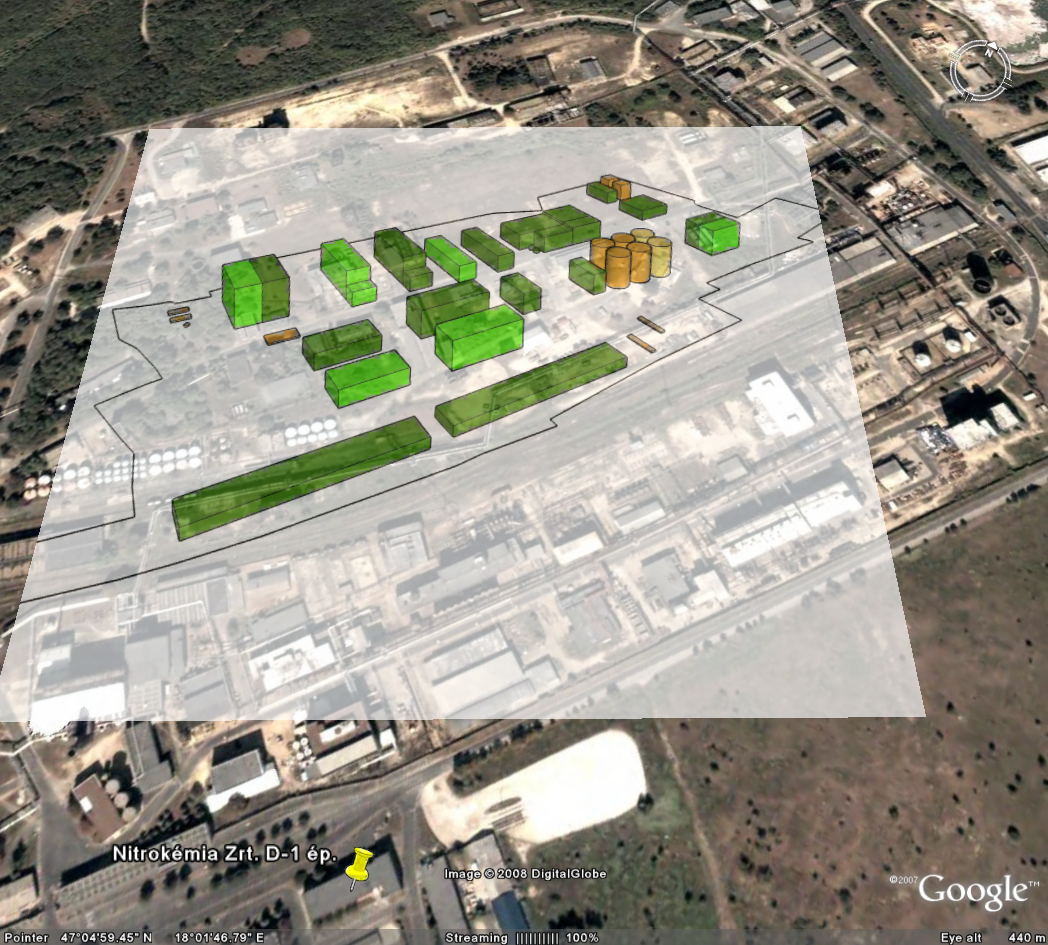 N
Nitrokémia Zrt. D-1 ép.
Image © 2008 DigitalGlobe
©2007 Google™
Pointer 47°04'59.45" N 18°01'46.79" E Streaming |||||||||| 100% Eye alt 440 m